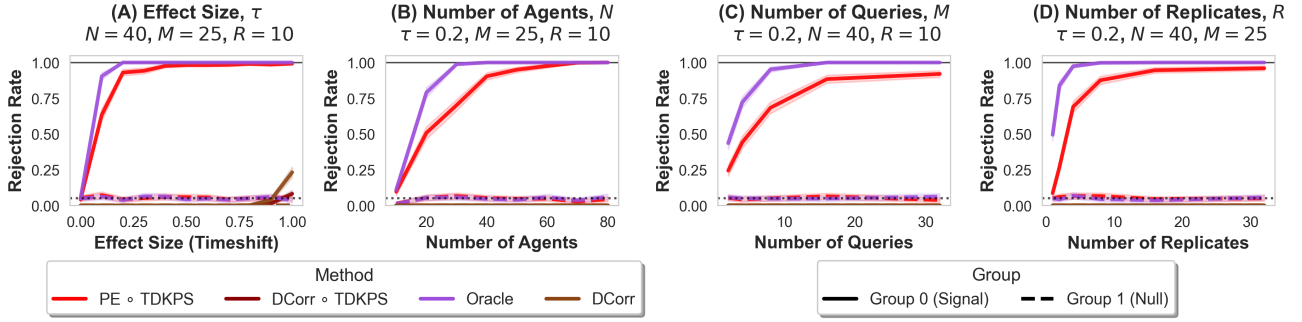 (A) Effect Size, τ
N = 40, M = 25, R = 10
1.00
0.75
0.50
0.25
0.00
Rejection Rate
0.00 0.25 0.50 0.75 1.00
Effect Size (Timeshift)
(B) Number of Agents, N
τ = 0.2, M = 25, R = 10
1.00
0.75
0.50
0.25
0.00
Rejection Rate
20 40 60 80
Number of Agents
(C) Number of Queries, M
τ = 0.2, N = 40, R = 10
1.00
0.75
0.50
0.25
0.00
Rejection Rate
10 20 30
Number of Queries
(D) Number of Replicates, R
τ = 0.2, N = 40, M = 25
1.00
0.75
0.50
0.25
0.00
Rejection Rate
0 10 20 30
Number of Replicates
Method
PE ∘ TDKPS DCorr ∘ TDKPS Oracle DCorr
Group
Group 0 (Signal) Group 1 (Null)